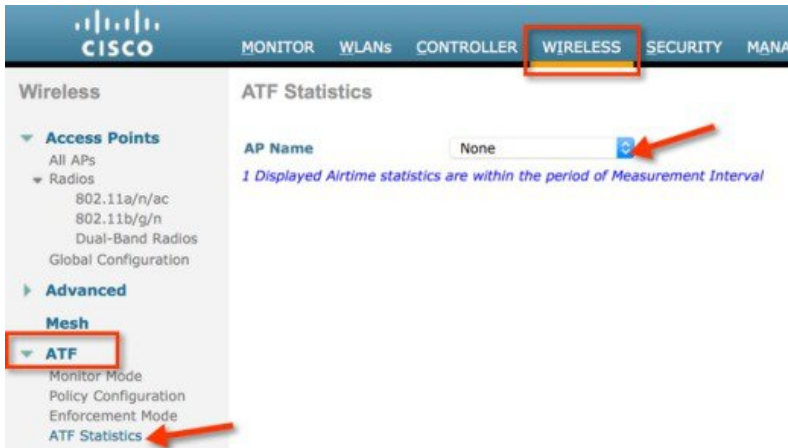 CISCO
MONITOR WLANs CONTROLLER WIRELESS SECURITY MANA
Wireless
Access Points
All APs
Radios
802.11a/n/ac
802.11b/g/n
Dual-Band Radios
Global Configuration
Advanced
Mesh
ATF
Monitor Mode
Policy Configuration
Enforcement Mode
ATF Statistics
ATF Statistics
AP Name None
1 Displayed Airtime statistics are within the period of Measurement Interval